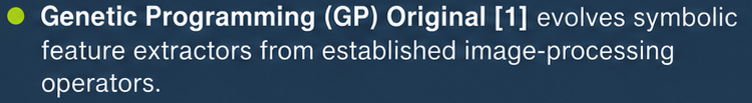 Genetic Programming (GP) Original [1] evolves symbolic
feature extractors from established image-processing
operators.